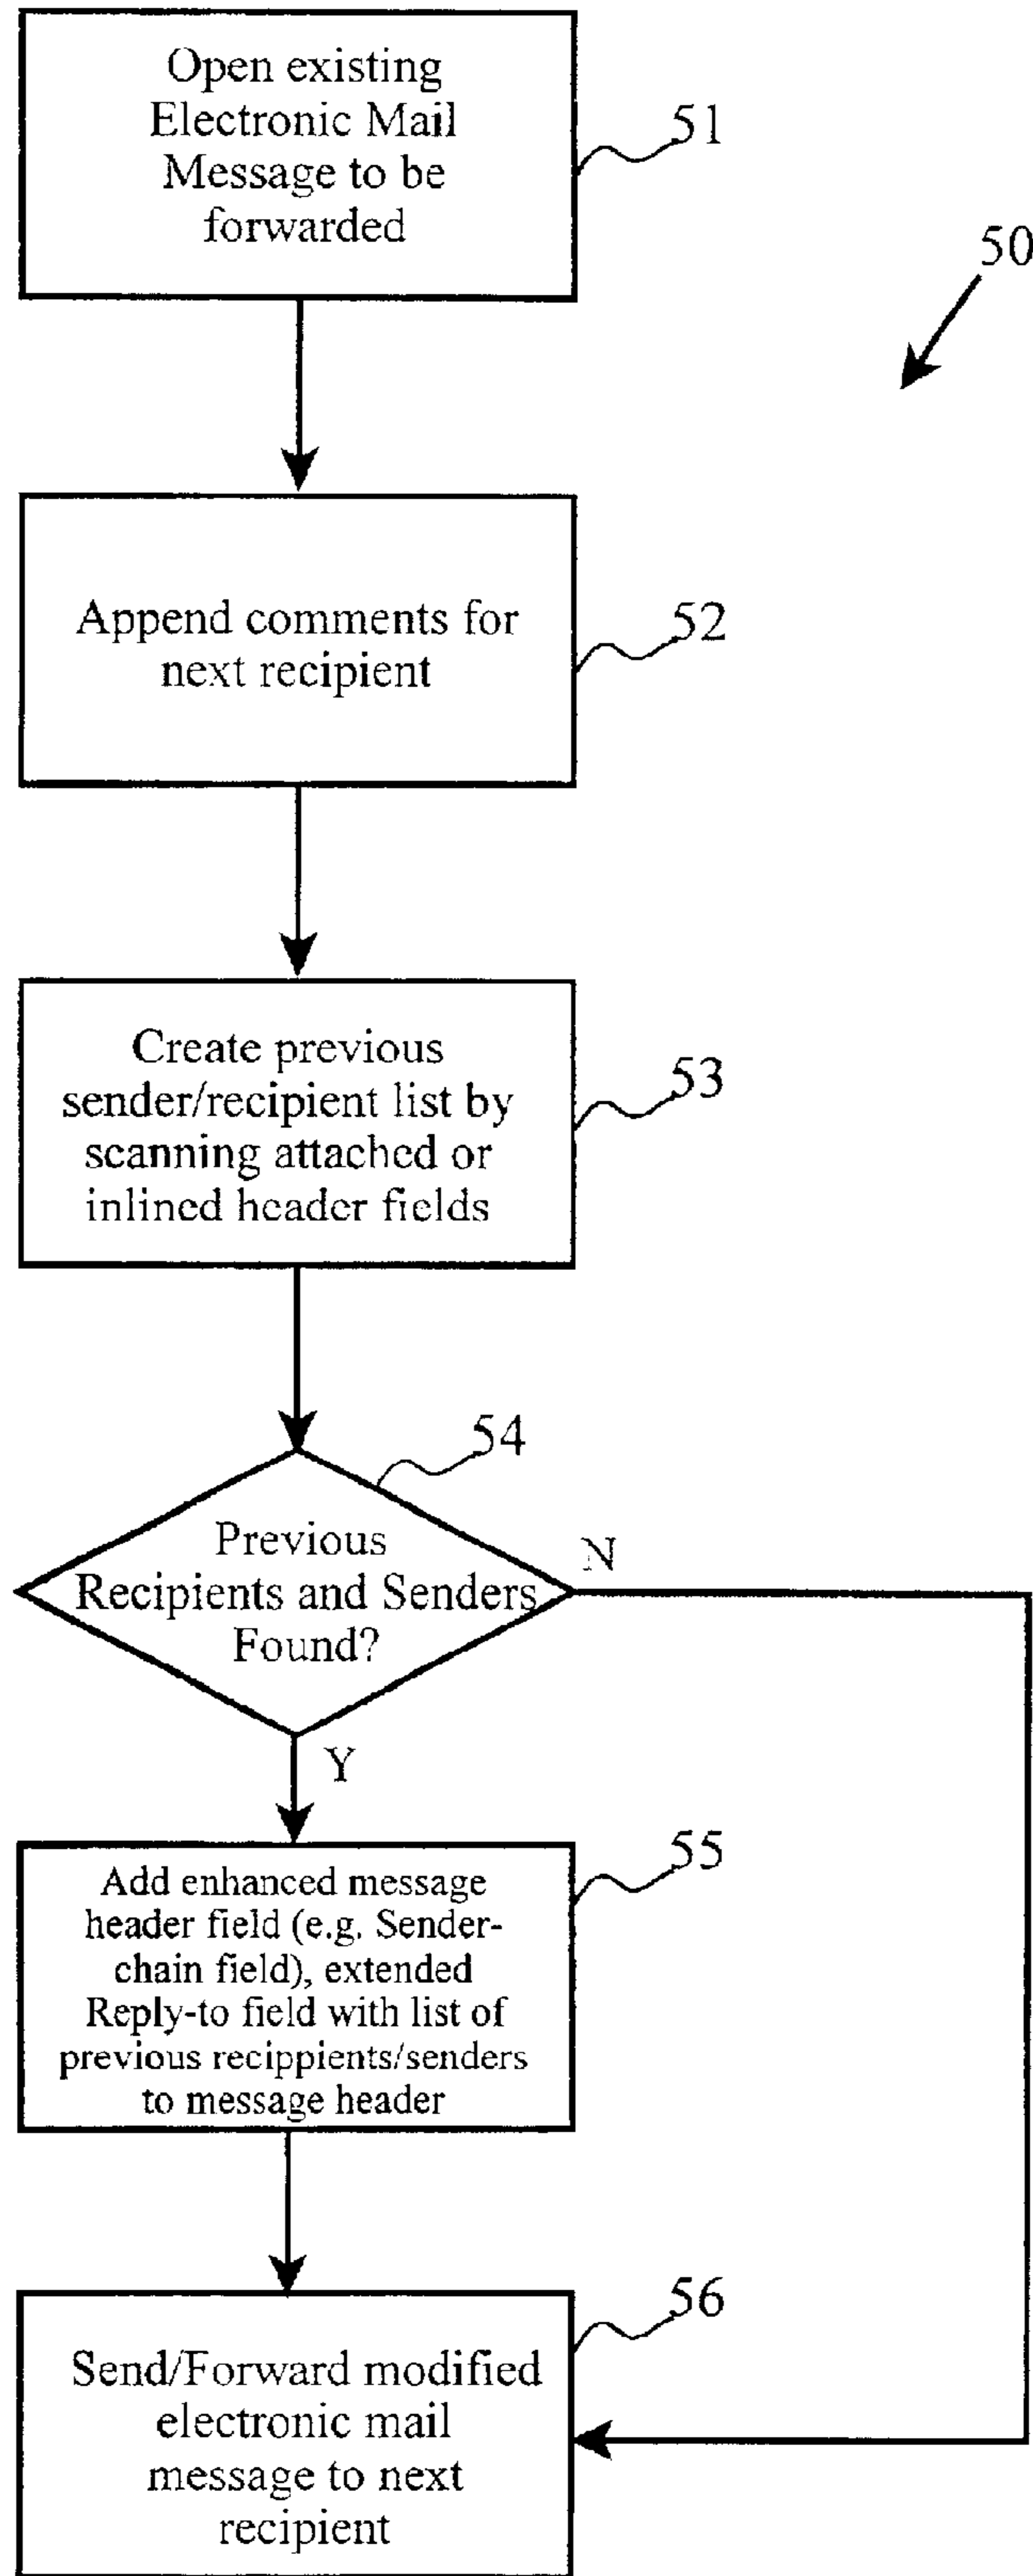 Open existing
Electronic Mail
Message to be
forwarded
51
50
Append comments for
next recipient
52
Create previous
sender/recipient list by
scanning attached or
inlined header fields
53
54
Previous
Recipients and Senders
Found?
N
Y
Add enhanced message
header field (e.g. Sender-
chain field), extended
Reply-to field with list of
previous recippients/senders
to message header
55
Send/Forward modified
electronic mail
message to next
recipient
56